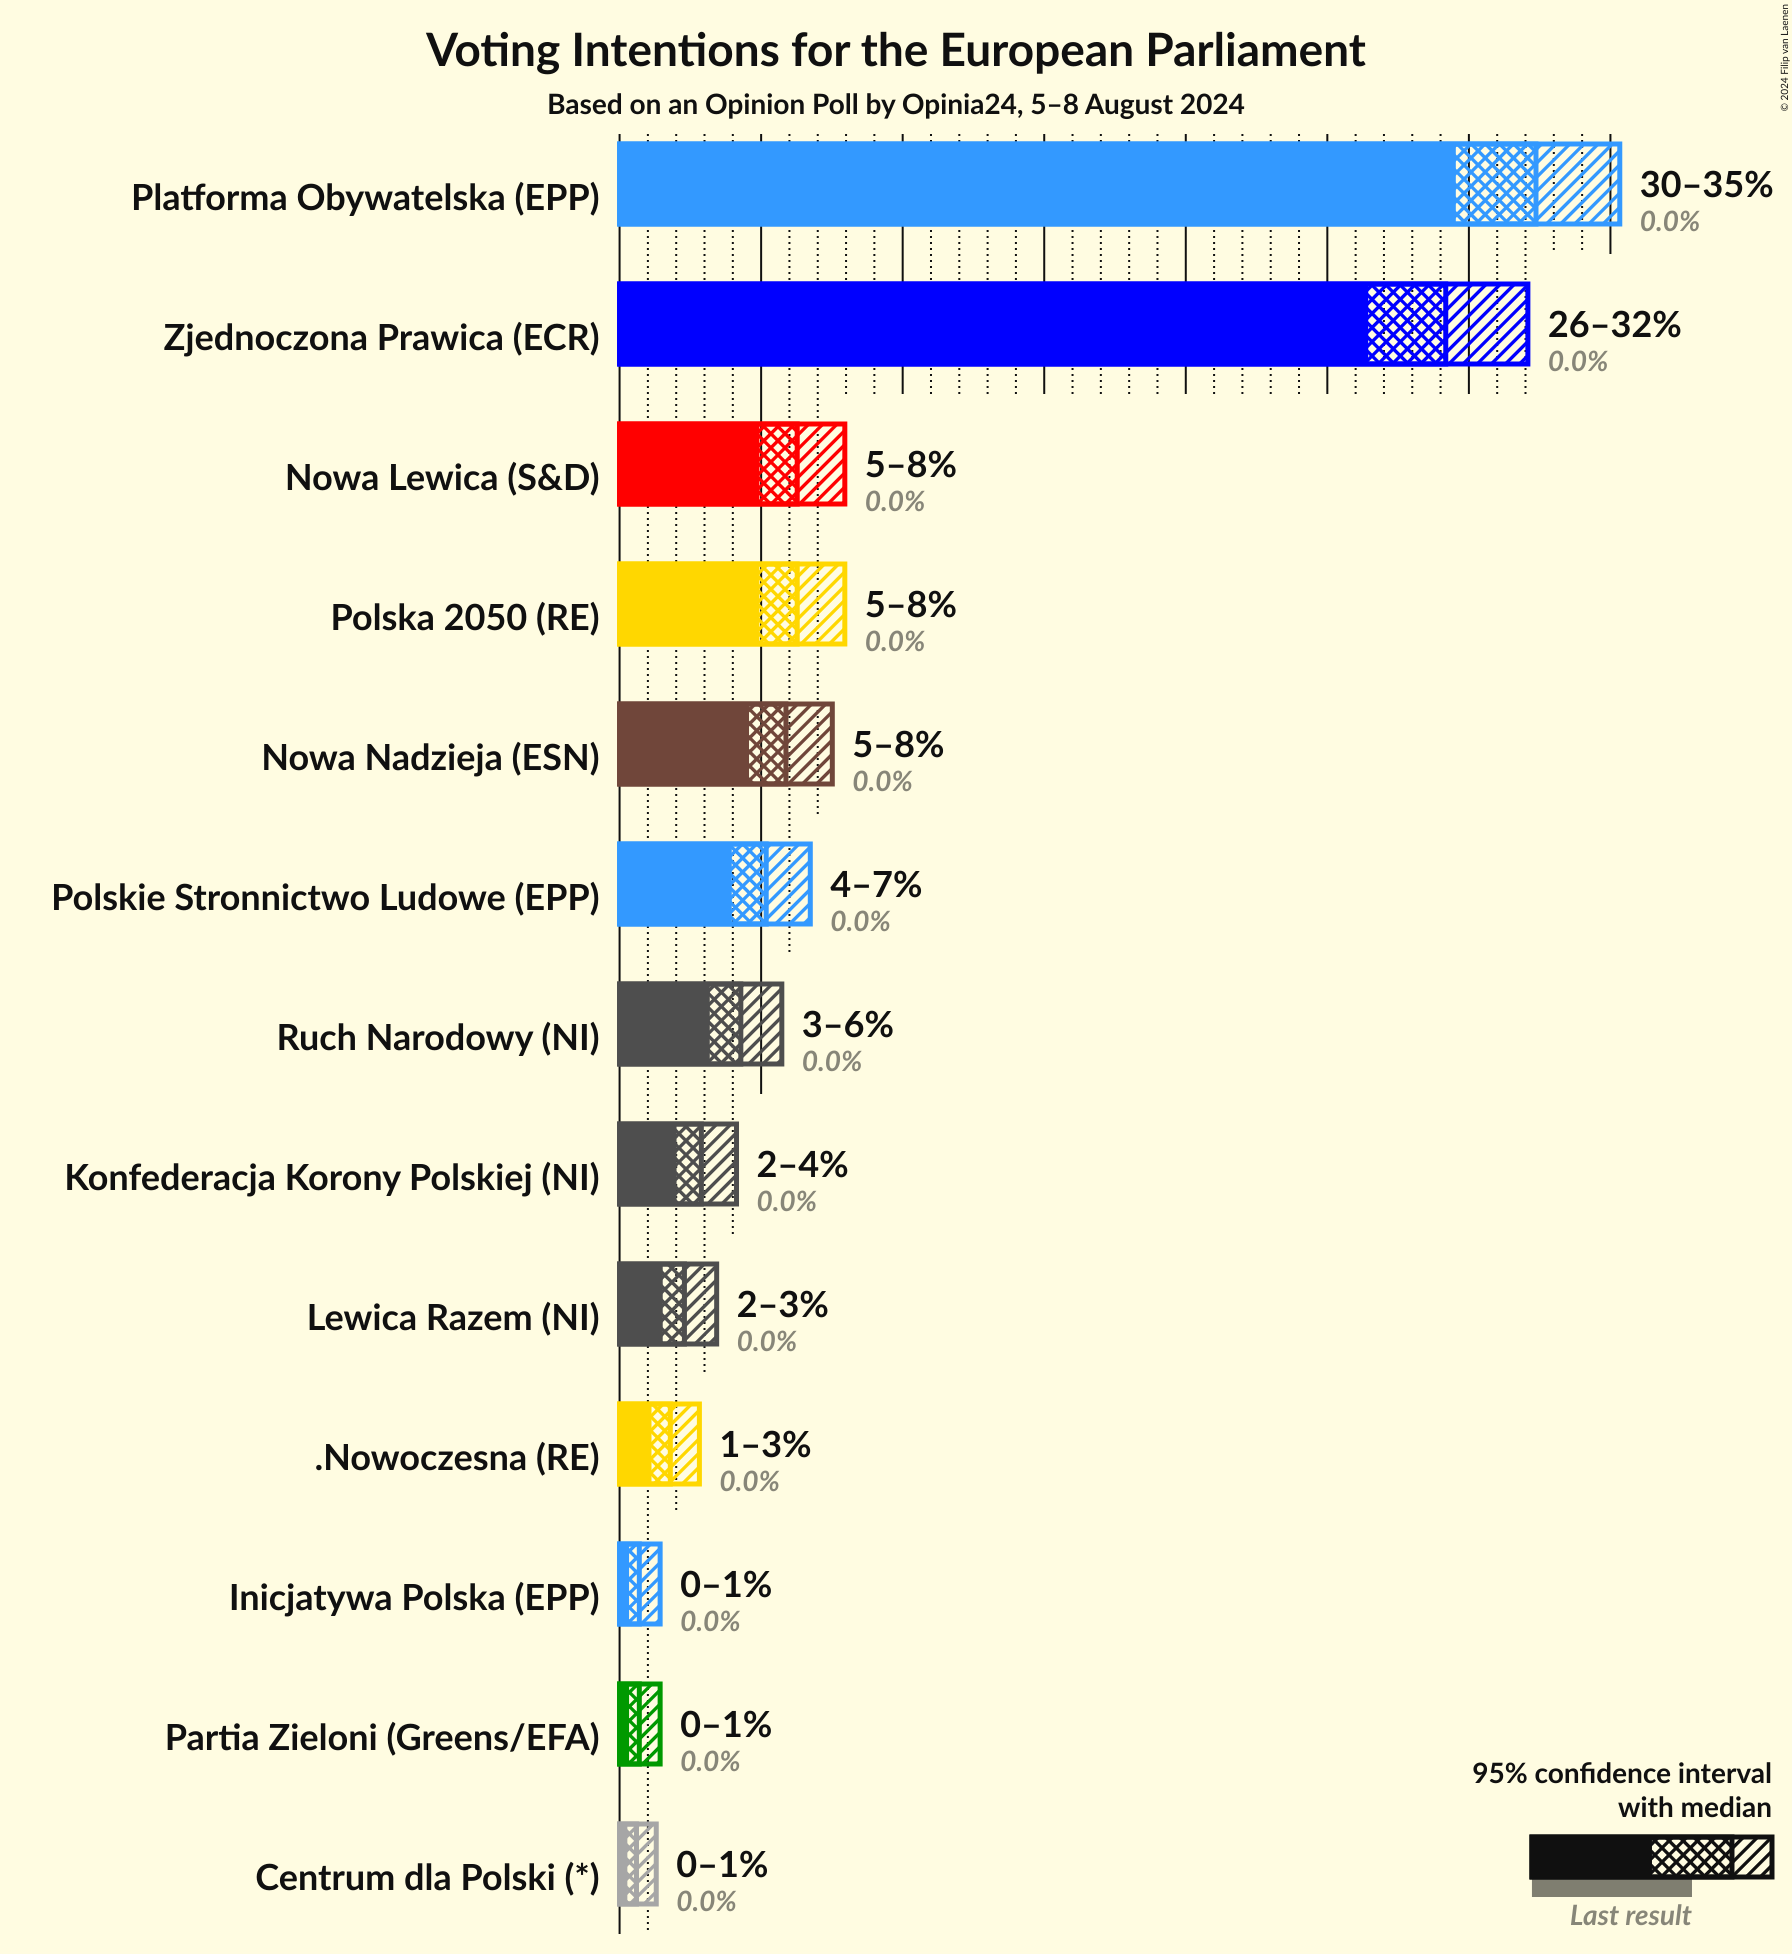 Voting Intentions for the European Parliament
Based on an Opinion Poll by Opinia24, 5–8 August 2024
© 2024 Filip van Laenen
Platforma Obywatelska (EPP)
30–35%
0.0%
Zjednoczona Prawica (ECR)
26–32%
0.0%
Nowa Lewica (S&D)
5–8%
0.0%
Polska 2050 (RE)
5–8%
0.0%
Nowa Nadzieja (ESN)
5–8%
0.0%
Polskie Stronnictwo Ludowe (EPP)
4–7%
0.0%
Ruch Narodowy (NI)
3–6%
0.0%
Konfederacja Korony Polskiej (NI)
2–4%
0.0%
Lewica Razem (NI)
2–3%
0.0%
.Nowoczesna (RE)
1–3%
0.0%
Inicjatywa Polska (EPP)
0–1%
0.0%
Partia Zieloni (Greens/EFA)
0–1%
0.0%
Centrum dla Polski (*)
0–1%
0.0%
95% confidence interval
with median
Last result